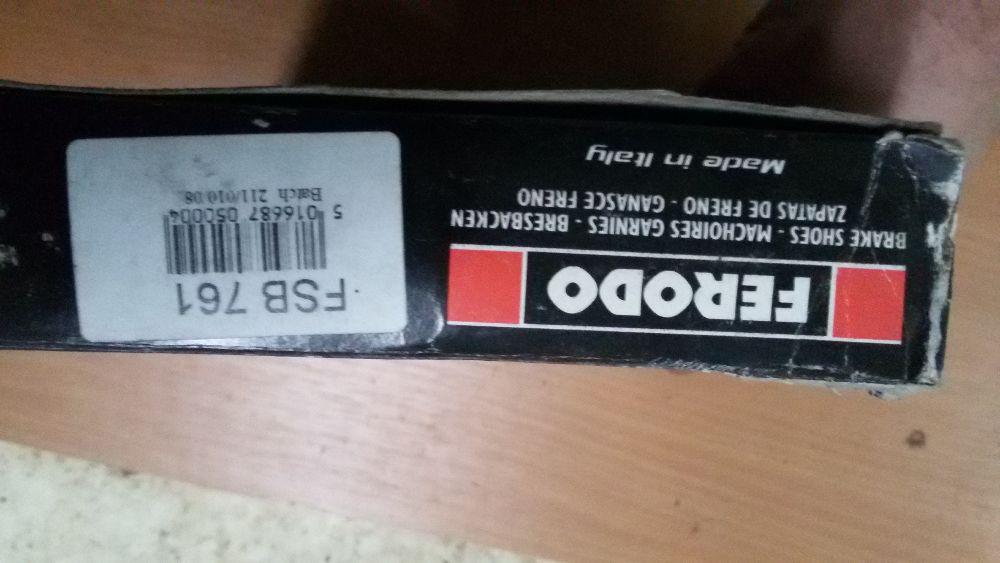 FERODO
BRAKE SHOES - MACHOIRES GARNIES - BRESBACKEN
ZAPATAS DE FRENO - GANASCE FRENO
Made in Italy
FSB 761
5 016687 050004
Batch 211/010/08